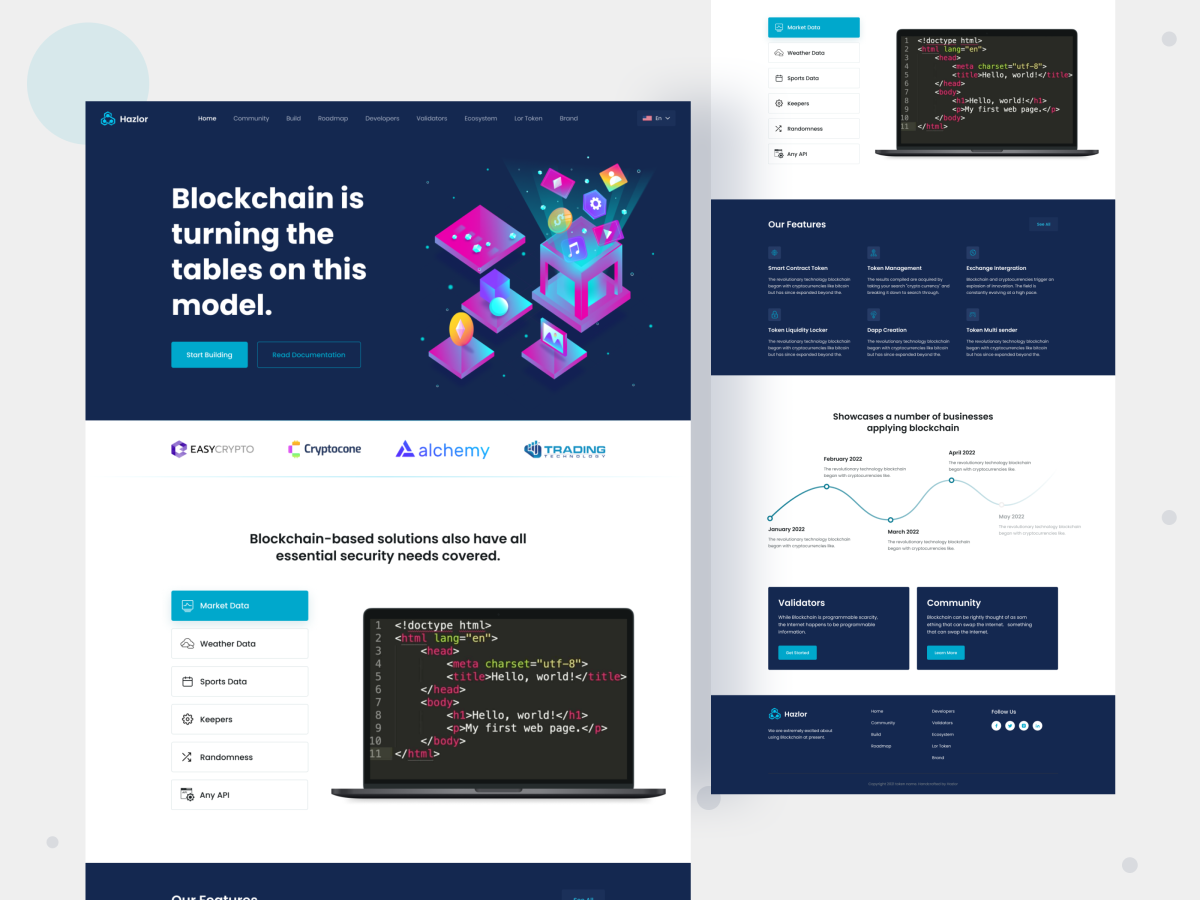 Hazlor
Home Community Build Roadmap Developers Validators Ecosystem Lor Token Brand
En
Blockchain is
turning the
tables on this
model.
Start Building
Read Documentation
EASYCRYPTO
Cryptocone
alchemy
TRADING
TECHNOLOGY
Blockchain-based solutions also have all
essential security needs covered.
Market Data
Weather Data
Sports Data
Keepers
Randomness
Any API
1 <!doctype html>
2 <html lang="en">
3 <head>
4 <meta charset="utf-8">
5 <title>Hello, world!</title>
6 </head>
7 <body>
8 <h1>Hello, world!</h1>
9 <p>My first web page.</p>
10 </body>
11 </html>
Our Features
See All
Market Data
Weather Data
Sports Data
Keepers
Randomness
Any API
1 <!doctype html>
2 <html lang="en">
3 <head>
4 <meta charset="utf-8">
5 <title>Hello, world!</title>
6 </head>
7 <body>
8 <h1>Hello, world!</h1>
9 <p>My first web page.</p>
10 </body>
11 </html>
Our Features
See All
Smart Contract Token
The revolutionary technology blockchain
began with cryptocurrencies like bitcoin
but has since expanded beyond the.
Token Management
The results compiled are acquired by
taking your search "crypto currency" and
breaking it down to search through.
Exchange Intergration
Blockchain and cryptocurrencies trigger an
explosion of innovation. The field is
constantly evolving at a high pace.
Token Liquidity Locker
The revolutionary technology blockchain
began with cryptocurrencies like bitcoin
but has since expanded beyond the.
Dapp Creation
The revolutionary technology blockchain
began with cryptocurrencies like bitcoin
but has since expanded beyond the.
Token Multi sender
The revolutionary technology blockchain
began with cryptocurrencies like bitcoin
but has since expanded beyond the.
Showcases a number of businesses
applying blockchain
February 2022
The revolutionary technology blockchain
began with cryptocurrencies like.
April 2022
The revolutionary technology blockchain
began with cryptocurrencies like.
January 2022
The revolutionary technology blockchain
began with cryptocurrencies like.
March 2022
The revolutionary technology blockchain
began with cryptocurrencies like.
May 2022
The revolutionary technology blockchain
began with cryptocurrencies like.
Validators
While Blockchain is programmable scarcity,
the internet happens to be programmable
information.
Get Started
Community
Blockchain can be rightly thought of as som
ething that can swap the internet, something
that can swap the internet.
Learn More
Hazlor
We are extremely excited about
using Blockchain at present.
Home
Community
Build
Roadmap
Developers
Validators
Ecosystem
Lor Token
Brand
Follow Us